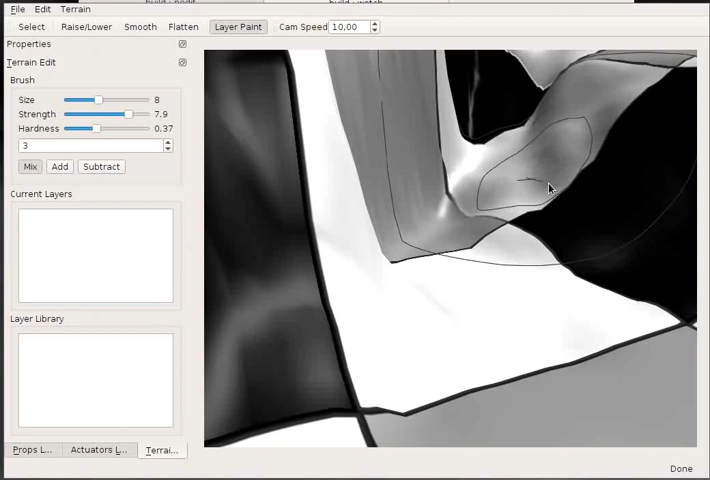 File Edit Terrain
Select Raise/Lower Smooth Flatten Layer Paint Cam Speed 10.00
Properties
Terrain Edit
Brush
Size 8
Strength 7.9
Hardness 0.37
3
Mix Add Subtract
Current Layers
Layer Library
Props L... Actuators L... Terrai...
Done